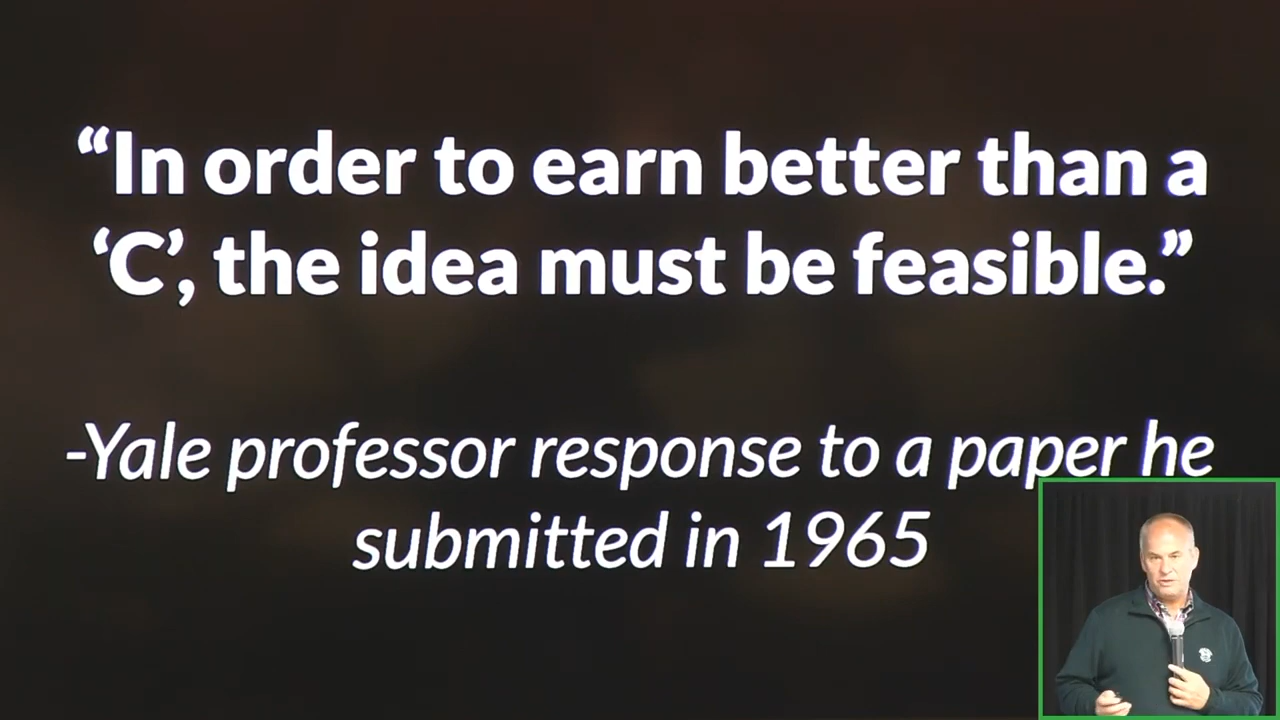 “In order to earn better than a
‘C’, the idea must be feasible.”
-Yale professor response to a paper he
submitted in 1965